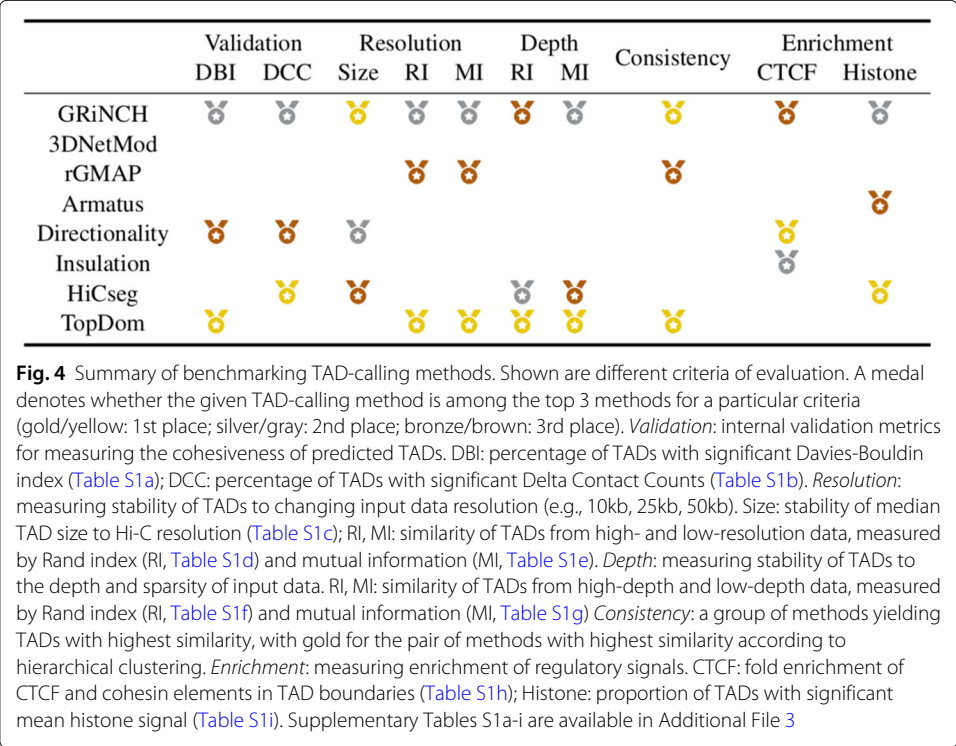 Validation Resolution Depth Consistency Enrichment
DBI DCC Size RI MI RI MI CTCF Histone
GRiNCH
3DNetMod
rGMAP
Armatus
Directionality
Insulation
HiCseg
TopDom
Fig. 4 Summary of benchmarking TAD-calling methods. Shown are different criteria of evaluation. A medal
denotes whether the given TAD-calling method is among the top 3 methods for a particular criteria
(gold/yellow: 1st place; silver/gray: 2nd place; bronze/brown: 3rd place). Validation: internal validation metrics
for measuring the cohesiveness of predicted TADs. DBI: percentage of TADs with significant Davies-Bouldin
index (Table S1a); DCC: percentage of TADs with significant Delta Contact Counts (Table S1b). Resolution:
measuring stability of TADs to changing input data resolution (e.g., 10kb, 25kb, 50kb). Size: stability of median
TAD size to Hi-C resolution (Table S1c); RI, MI: similarity of TADs from high- and low-resolution data, measured
by Rand index (RI, Table S1d) and mutual information (MI, Table S1e). Depth: measuring stability of TADs to
the depth and sparsity of input data. RI, MI: similarity of TADs from high-depth and low-depth data, measured
by Rand index (RI, Table S1f) and mutual information (MI, Table S1g) Consistency: a group of methods yielding
TADs with highest similarity, with gold for the pair of methods with highest similarity according to
hierarchical clustering. Enrichment: measuring enrichment of regulatory signals. CTCF: fold enrichment of
CTCF and cohesin elements in TAD boundaries (Table S1h); Histone: proportion of TADs with significant
mean histone signal (Table S1i). Supplementary Tables S1a-i are available in Additional File 3